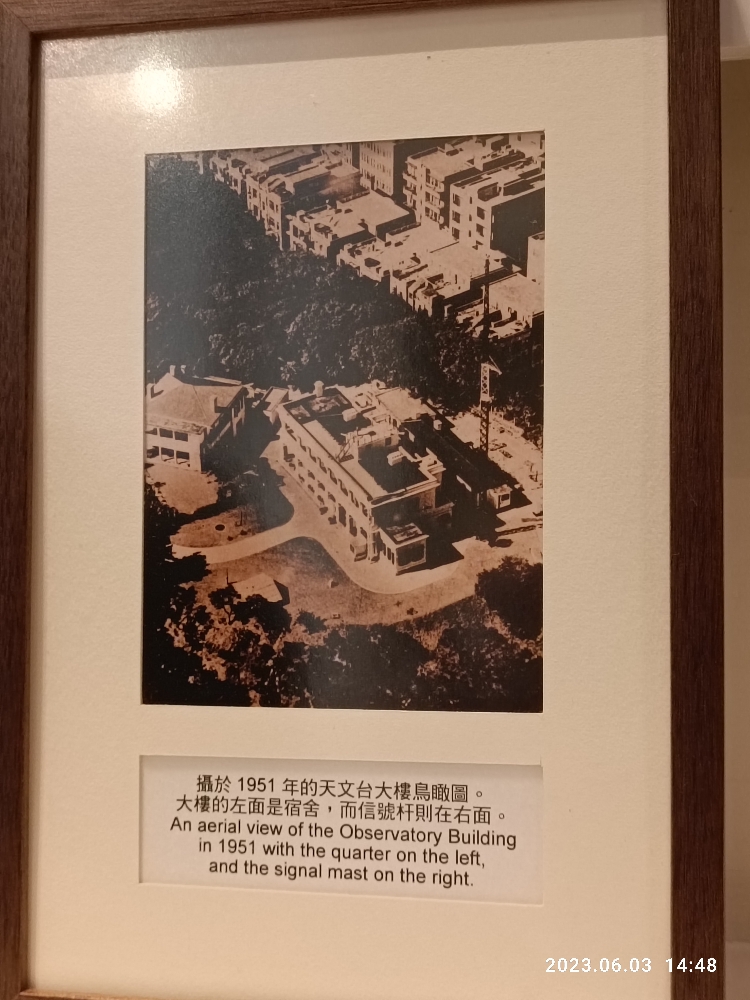 攝於 1951 年的天文台大樓鳥瞰圖。
大樓的左面是宿舍，而信號杆則在右面。
An aerial view of the Observatory Building
in 1951 with the quarter on the left,
and the signal mast on the right.
2023.06.03 14:48